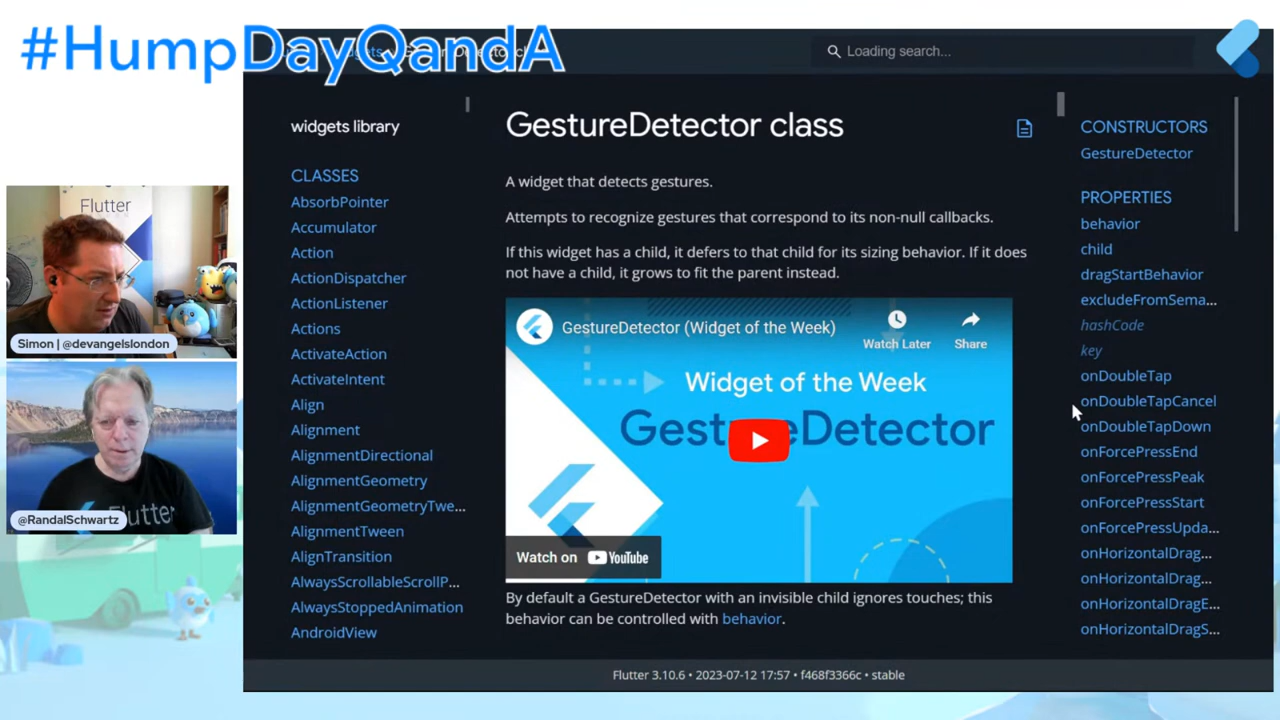 #HumpDayQandA
Loading search...
widgets library
CLASSES
AbsorbPointer
Accumulator
Action
ActionDispatcher
ActionListener
Actions
ActivateAction
ActivateIntent
Align
Alignment
AlignmentDirectional
AlignmentGeometry
AlignmentGeometryTwe...
AlignmentTween
AlignTransition
AlwaysScrollableScrollP...
AlwaysStoppedAnimation
AndroidView
GestureDetector class
A widget that detects gestures.
Attempts to recognize gestures that correspond to its non-null callbacks.
If this widget has a child, it defers to that child for its sizing behavior. If it does
not have a child, it grows to fit the parent instead.
GestureDetector (Widget of the Week)
Watch Later
Share
Widget of the Week
GestureDetector
Watch on YouTube
By default a GestureDetector with an invisible child ignores touches; this
behavior can be controlled with behavior.
CONSTRUCTORS
GestureDetector
PROPERTIES
behavior
child
dragStartBehavior
excludeFromSema...
hashCode
key
onDoubleTap
onDoubleTapCancel
onDoubleTapDown
onForcePressEnd
onForcePressPeak
onForcePressStart
onForcePressUpda...
onHorizontalDrag...
onHorizontalDrag...
onHorizontalDragE...
onHorizontalDragS...
Flutter 3.10.6 • 2023-07-12 17:57 • f468f3366c • stable
Flutter
Simon | @devangelslondon
Flutter
@RandalSchwartz